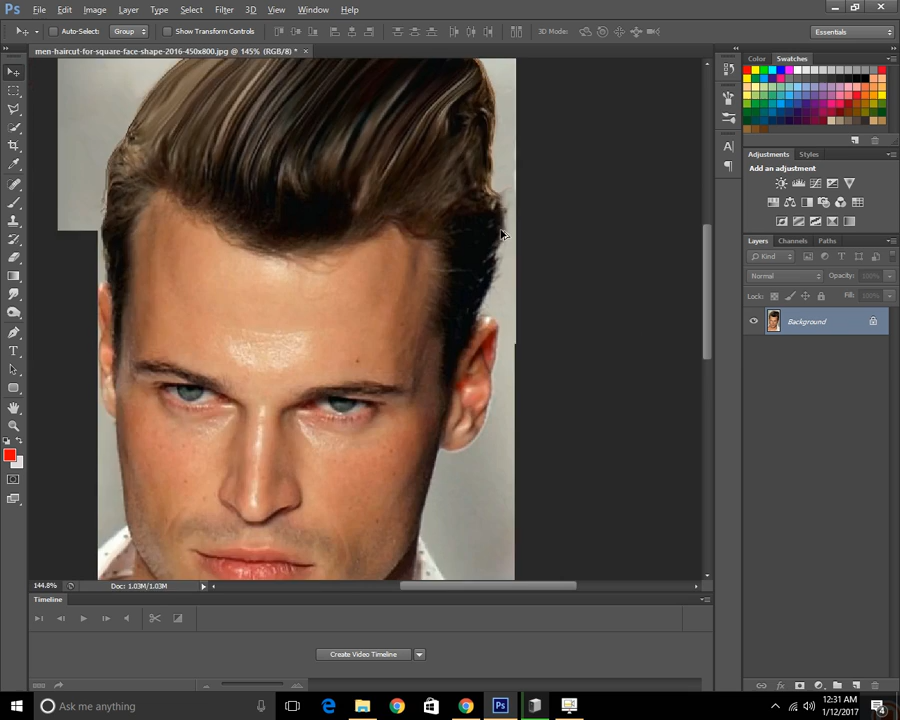 Ps File Edit Image Layer Type Select Filter 3D View Window Help
Auto-Select: Group Show Transform Controls 3D Mode: Essentials
men-haircut-for-square-face-shape-2016-450x800.jpg @ 145% (RGB/8) * ×
Color Swatches
Adjustments Styles
Add an adjustment
Layers Channels Paths
Kind
Normal Opacity: 100%
Lock: Fill: 100%
Background
144.8% Doc: 1.03M/1.03M
Timeline
Create Video Timeline
Ask me anything
12:31 AM
1/12/2017
4